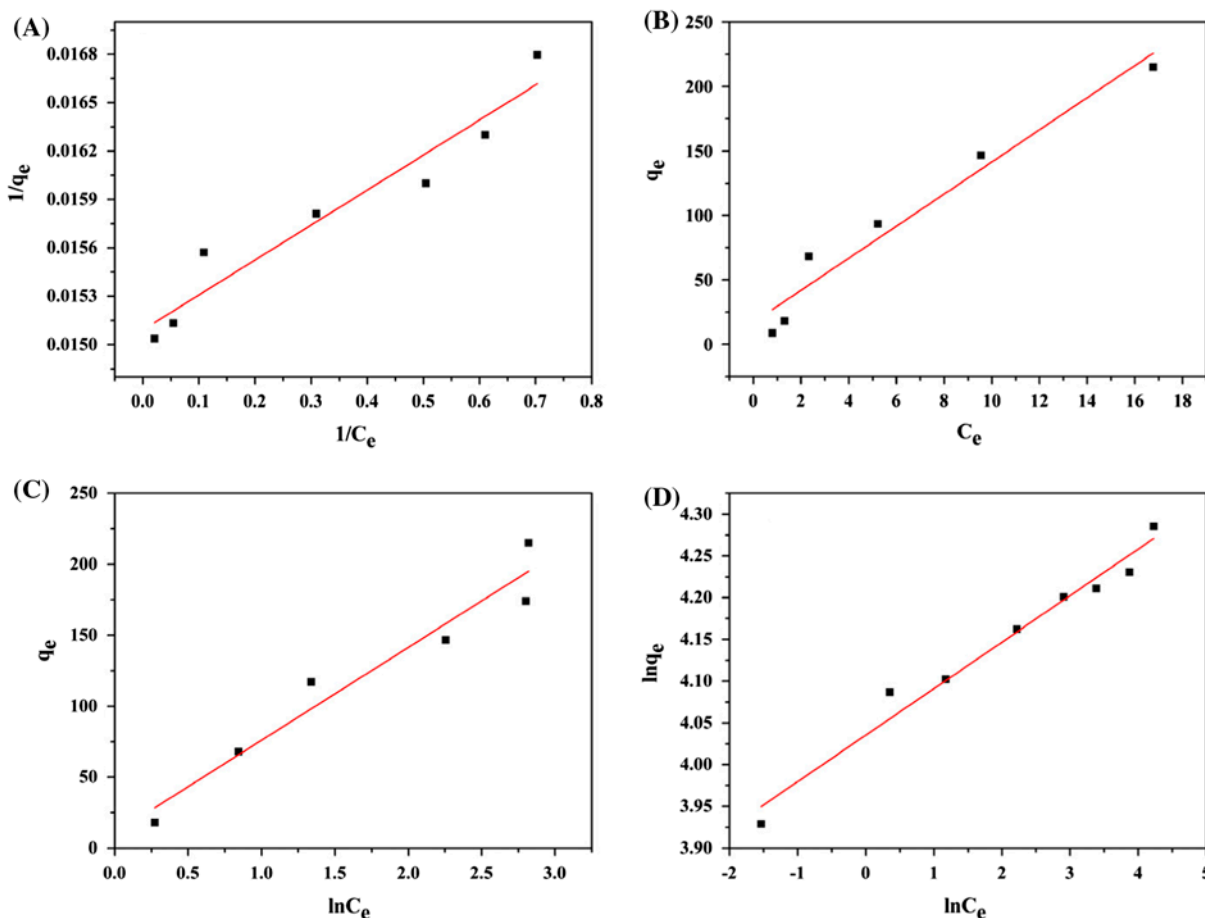 (A)
0.0168
0.0165
0.0162
0.0159
0.0156
0.0153
0.0150
1/qe
0.0 0.1 0.2 0.3 0.4 0.5 0.6 0.7 0.8
1/Ce
(B)
250
200
150
100
50
0
qe
0 2 4 6 8 10 12 14 16 18
Ce
(C)
250
200
150
100
50
0
qe
0.0 0.5 1.0 1.5 2.0 2.5 3.0
lnCe
(D)
4.30
4.25
4.20
4.15
4.10
4.05
4.00
3.95
3.90
lnqe
-2 -1 0 1 2 3 4 5
lnCe